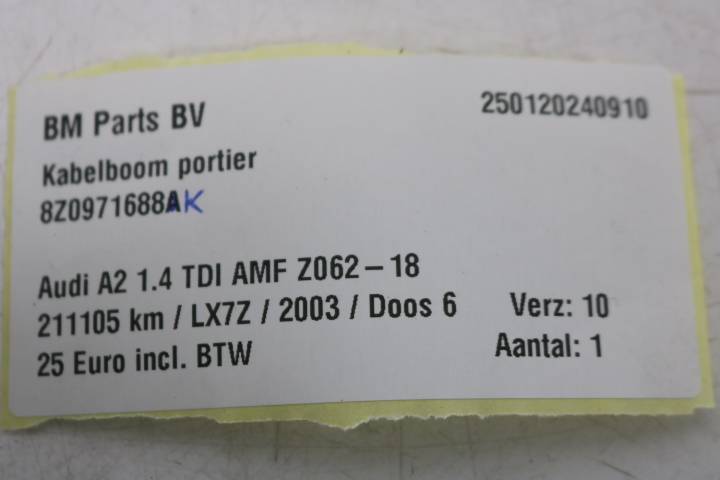 BM Parts BV
250120240910
Kabelboom portier
8Z0971688AK
Audi A2 1.4 TDI AMF Z062-18
211105 km / LX7Z / 2003 / Doos 6 Verz: 10
25 Euro incl. BTW Aantal: 1